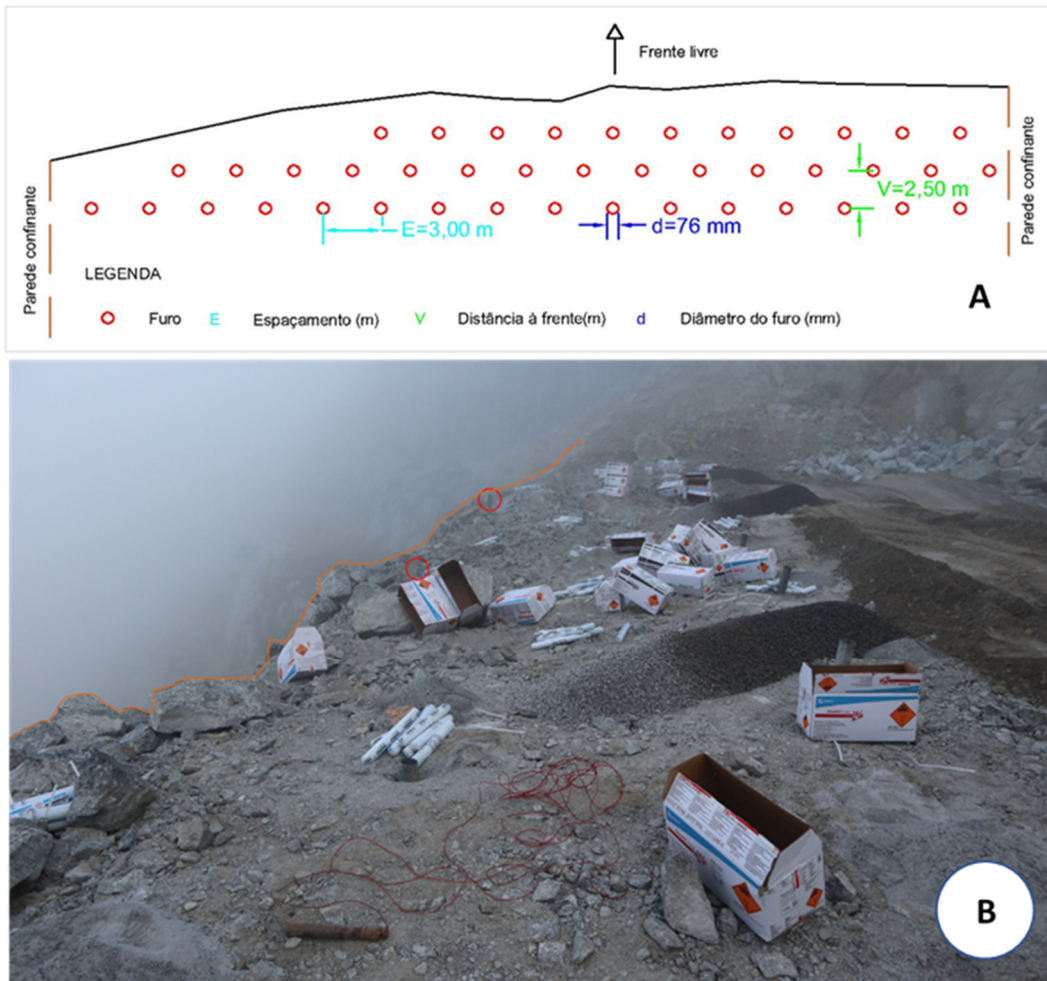 Frente livre
Parede confinante
Parede confinante
V=2,50 m
E=3,00 m
d=76 mm
LEGENDA
A
Furo
E
Espaçamento (m)
V
Distância à frente(m)
d
Diâmetro do furo (mm)
B